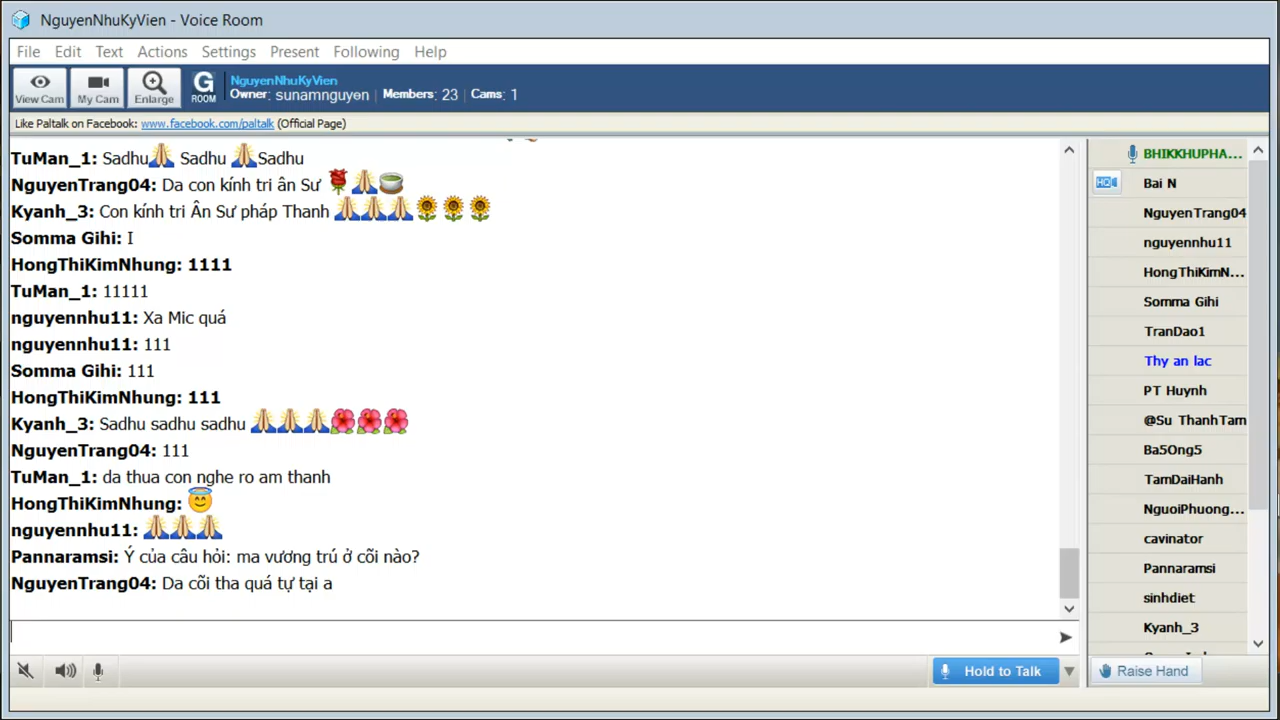 NguyenNhuKyVien - Voice Room
File Edit Text Actions Settings Present Following Help
View Cam My Cam Enlarge G ROOM
NguyenNhuKyVien
Owner: sunamnguyen | Members: 23 | Cams: 1
Like Paltalk on Facebook: www.facebook.com/paltalk (Official Page)
TuMan_1: Sadhu Sadhu Sadhu
NguyenTrang04: Da con kính tri ân Sư
Kyanh_3: Con kính tri Ân Sư pháp Thanh
Somma Gihi: I
HongThiKimNhung: 1111
TuMan_1: 11111
nguyennhu11: Xa Mic quá
nguyennhu11: 111
Somma Gihi: 111
HongThiKimNhung: 111
Kyanh_3: Sadhu sadhu sadhu
NguyenTrang04: 111
TuMan_1: da thua con nghe ro am thanh
HongThiKimNhung:
nguyennhu11:
Pannaramsi: Ý của câu hỏi: ma vương trú ở cõi nào?
NguyenTrang04: Da cõi tha quá tự tại a
BHIKKHUPHA...
Bai N
NguyenTrang04
nguyennhu11
HongThiKimN...
Somma Gihi
TranDao1
Thy an lac
PT Huynh
@Su ThanhTam
Ba5Ong5
TamDaiHanh
NguoiPhuong...
cavinator
Pannaramsi
sinhdiet
Kyanh_3
Hold to Talk
Raise Hand